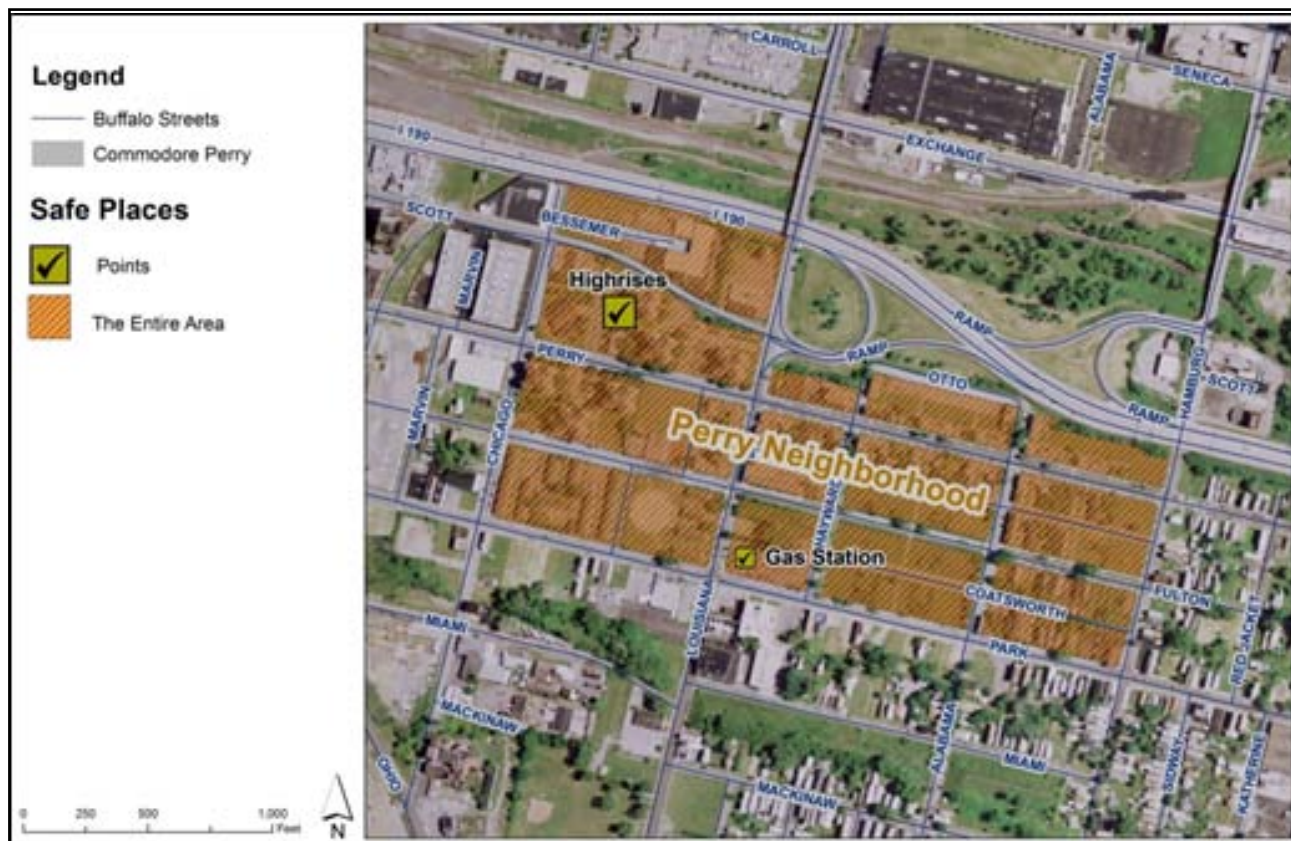 Legend
Buffalo Streets
Commodore Perry
Safe Places
Points
The Entire Area
0 250 500 1,000
Feet
N
CARROLL
SENECA
ALABAMA
EXCHANGE
I 190
I 190
SCOTT
BESSEMER
MARVIN
Highrises
RAMP
RAMP
RAMP
HAMBURG
SCOTT
PERRY
OTTO
MARVIN
CHICAGO
Perry Neighborhood
HAYWARD
Gas Station
COATSWORTH
FULTON
LOUISIANA
PARK
RED JACKET
MIAMI
MACKINAW
ALABAMA
MIAMI
SIDWAY
KATHERINE
OHIO
MACKINAW